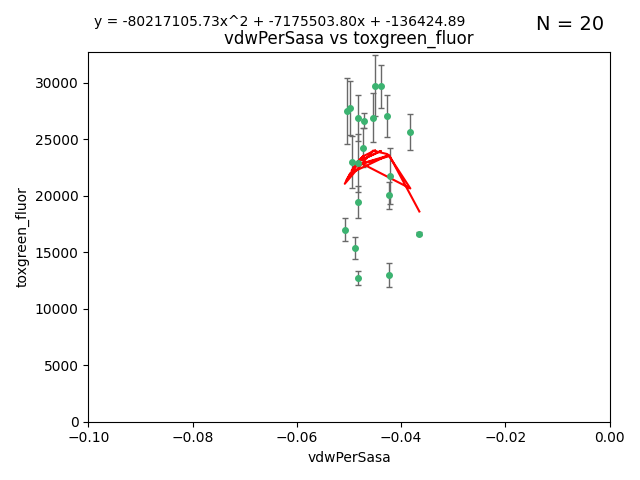 y = -80217105.73x^2 + -7175503.80x + -136424.89
N = 20
vdwPerSasa vs toxgreen_fluor
30000
25000
20000
15000
10000
5000
0
toxgreen_fluor
−0.10
−0.08
−0.06
−0.04
−0.02
0.00
vdwPerSasa